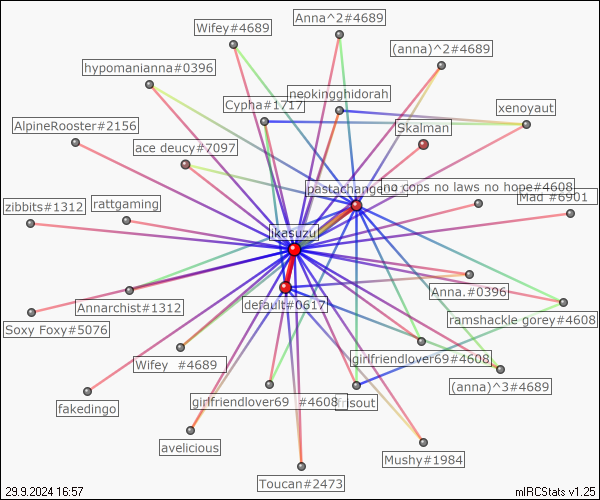 Anna^2#4689
Wifey#4689
(anna)^2#4689
hypomanianna#0396
neokingghidorah
Cypha#1717
xenoyaut
AlpineRooster#2156
Skalman
ace deucy#7097
pastachange
no cops no laws no hope#4608
Mad #6901
zibbits#1312
rattgaming
ikasuzu
Anna.#0396
Annarchist#1312
default#0617
ramshackle gorey#4608
Soxy Foxy#5076
girlfriendlover69#4608
Wifey #4689
(anna)^3#4689
girlfriendlover69 #4608
frisout
fakedingo
avelicious
Mushy#1984
Toucan#2473
29.9.2024 16:57
mIRCStats v1.25